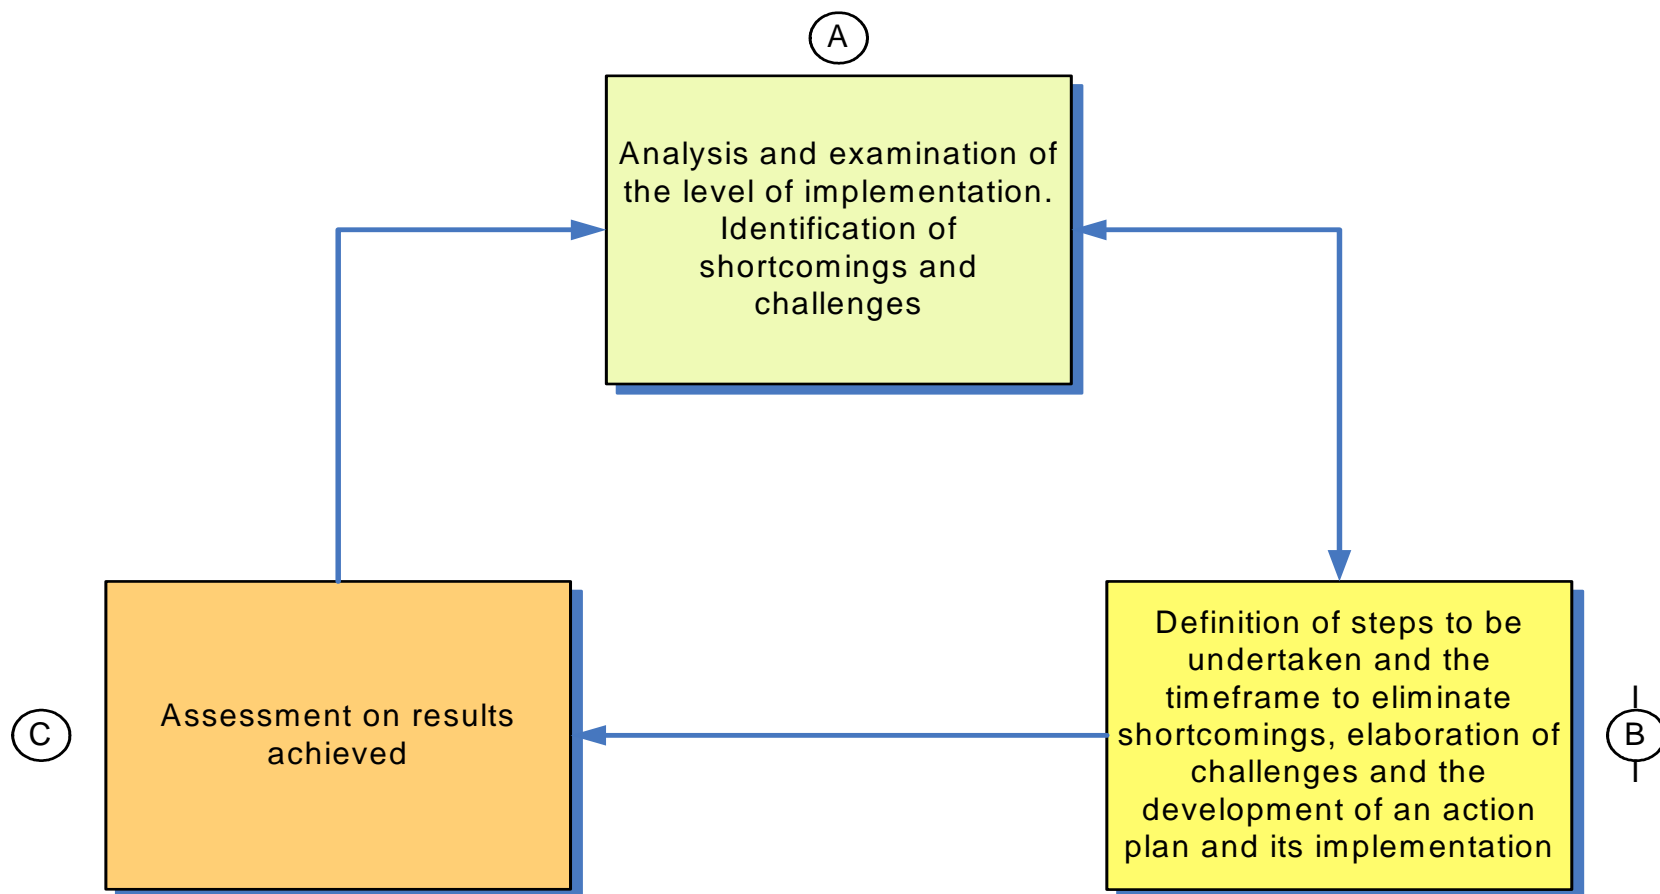 A
Analysis and examination of
the level of implementation.
Identification of
shortcomings and
challenges
Definition of steps to be
undertaken and the
timeframe to eliminate
shortcomings, elaboration of
challenges and the
development of an action
plan and its implementation
B
Assessment on results
achieved
C